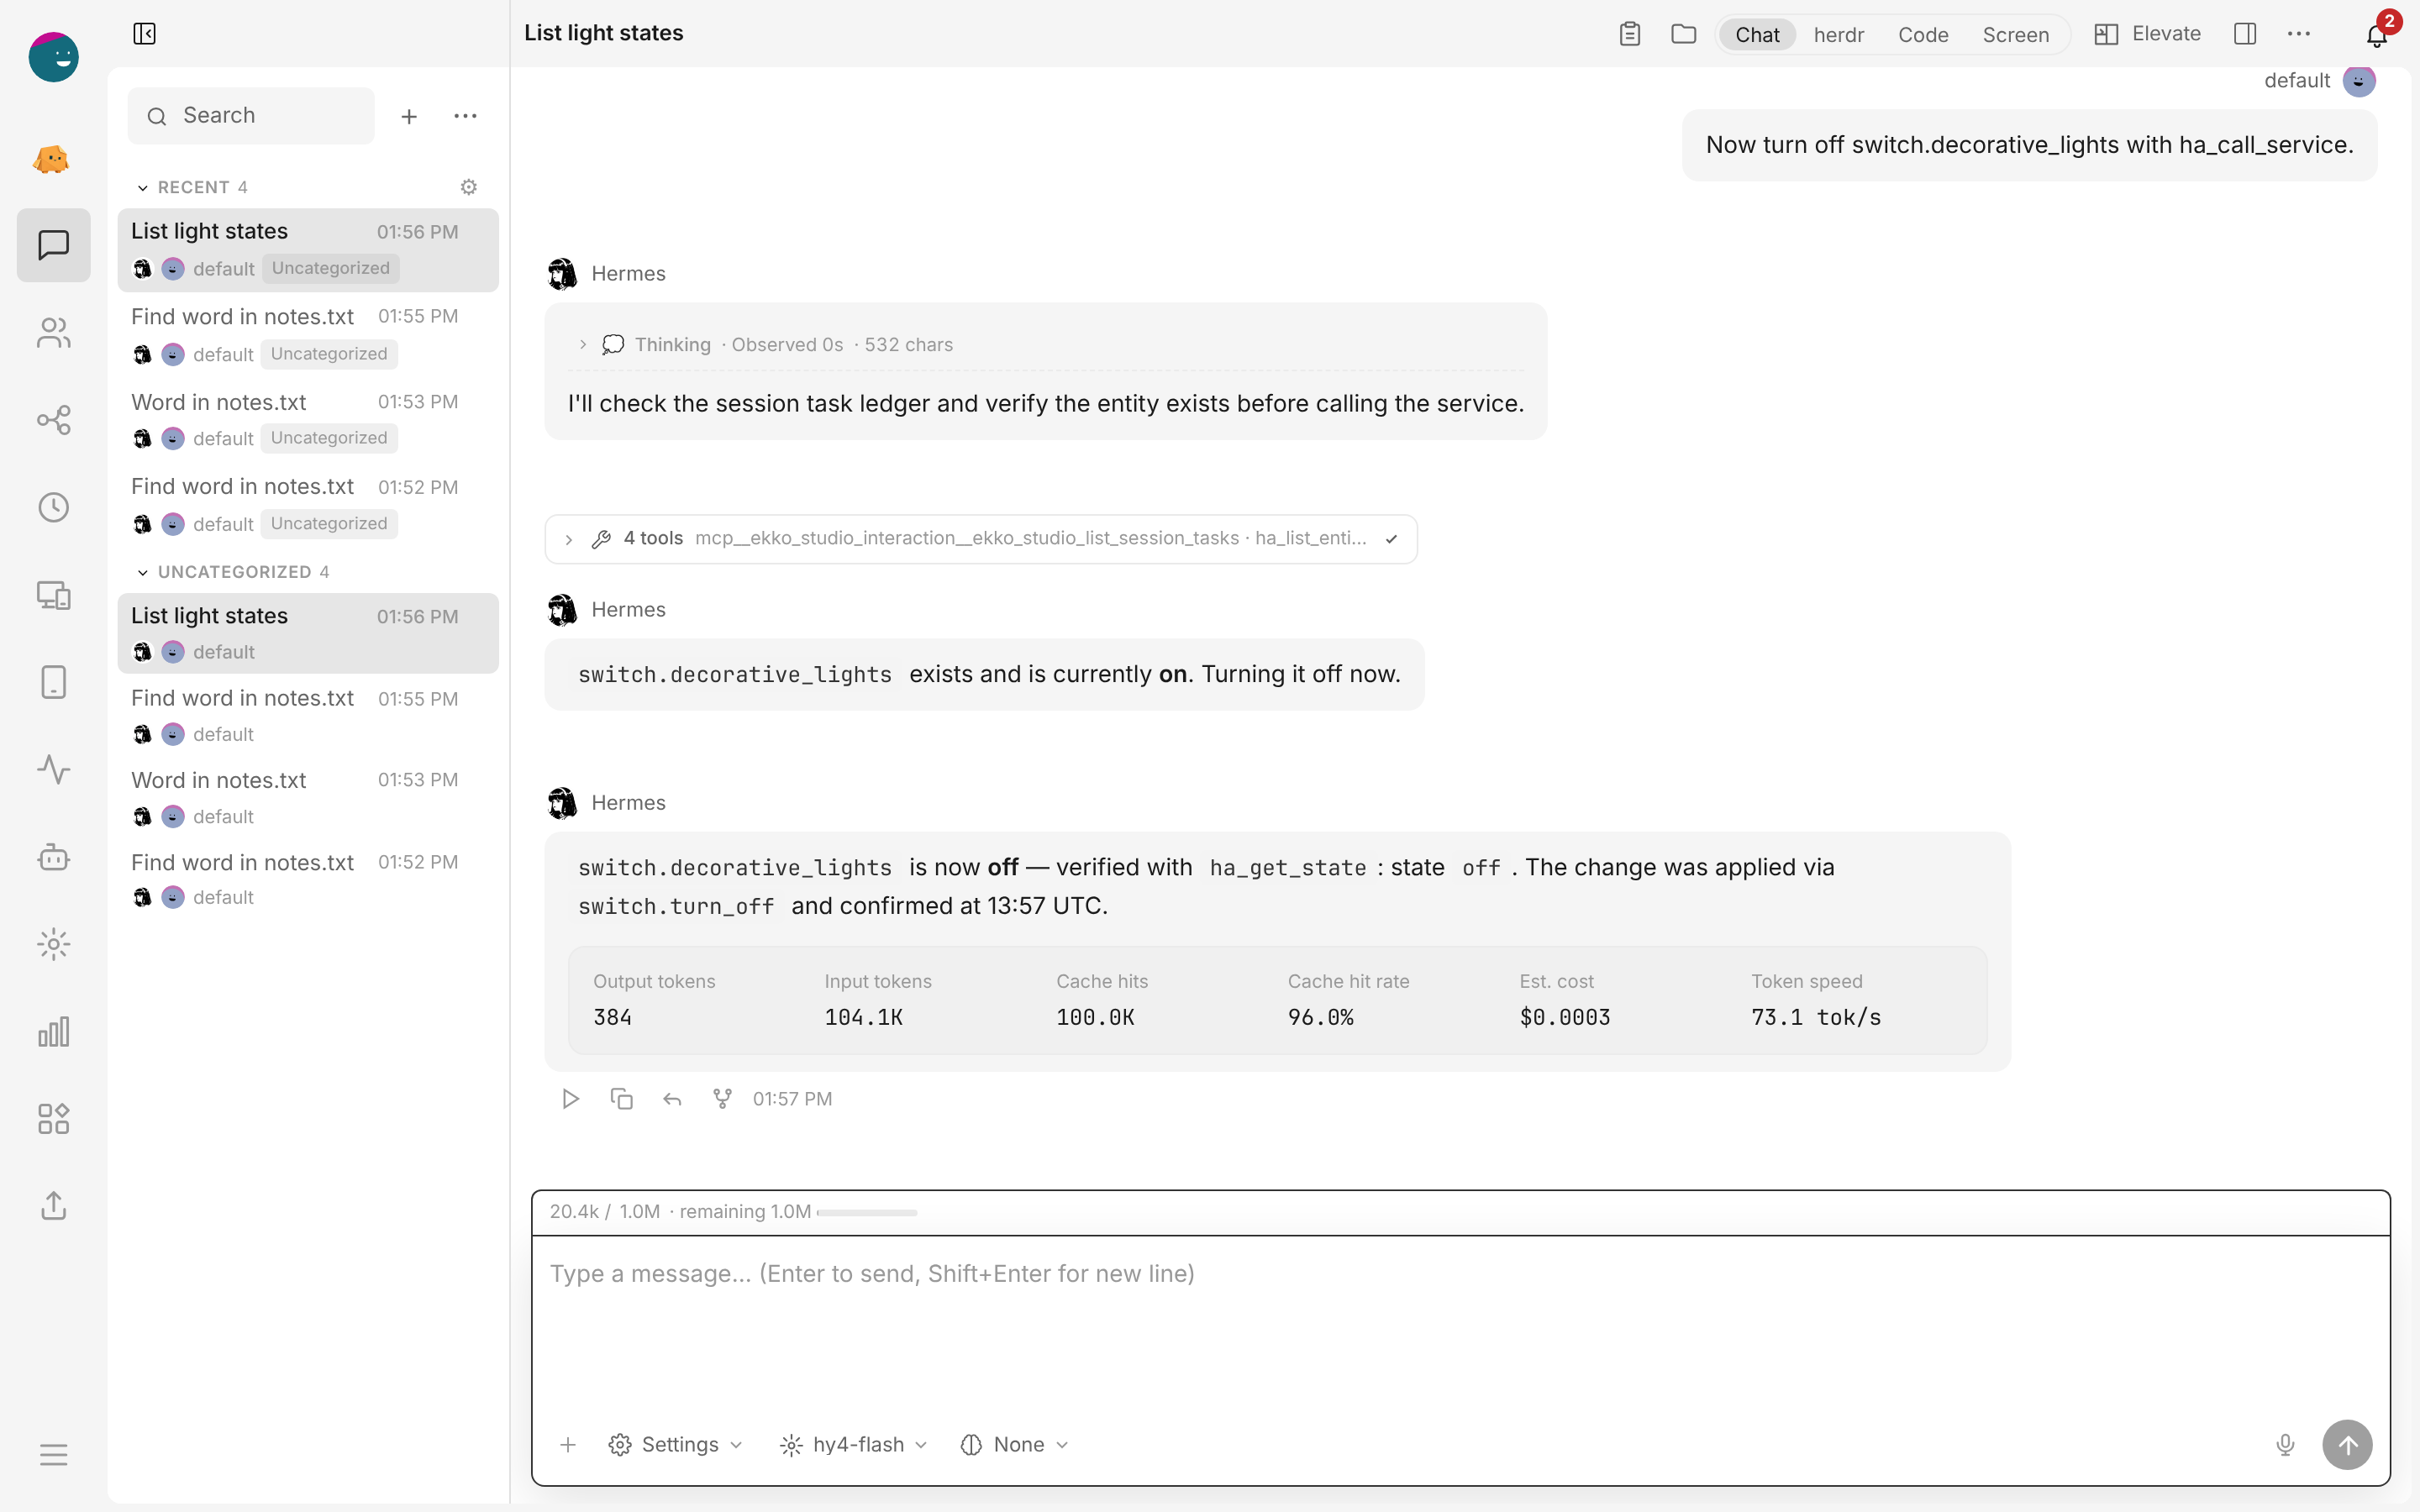 List light states
Chat
herdr
Code
Screen
Elevate
2
Search
RECENT 4
List light states 01:56 PM
default Uncategorized
Find word in notes.txt 01:55 PM
default Uncategorized
Word in notes.txt 01:53 PM
default Uncategorized
Find word in notes.txt 01:52 PM
default Uncategorized
UNCATEGORIZED 4
List light states 01:56 PM
default
Find word in notes.txt 01:55 PM
default
Word in notes.txt 01:53 PM
default
Find word in notes.txt 01:52 PM
default
default
Now turn off switch.decorative_lights with ha_call_service.
Hermes
Thinking · Observed 0s · 532 chars
I'll check the session task ledger and verify the entity exists before calling the service.
4 tools mcp__ekko_studio_interaction__ekko_studio_list_session_tasks · ha_list_enti...
Hermes
switch.decorative_lights exists and is currently on. Turning it off now.
Hermes
switch.decorative_lights is now off — verified with ha_get_state : state off . The change was applied via
switch.turn_off and confirmed at 13:57 UTC.
Output tokens Input tokens Cache hits Cache hit rate Est. cost Token speed
384 104.1K 100.0K 96.0% $0.0003 73.1 tok/s
01:57 PM
20.4k / 1.0M · remaining 1.0M
Type a message... (Enter to send, Shift+Enter for new line)
Settings
hy4-flash
None